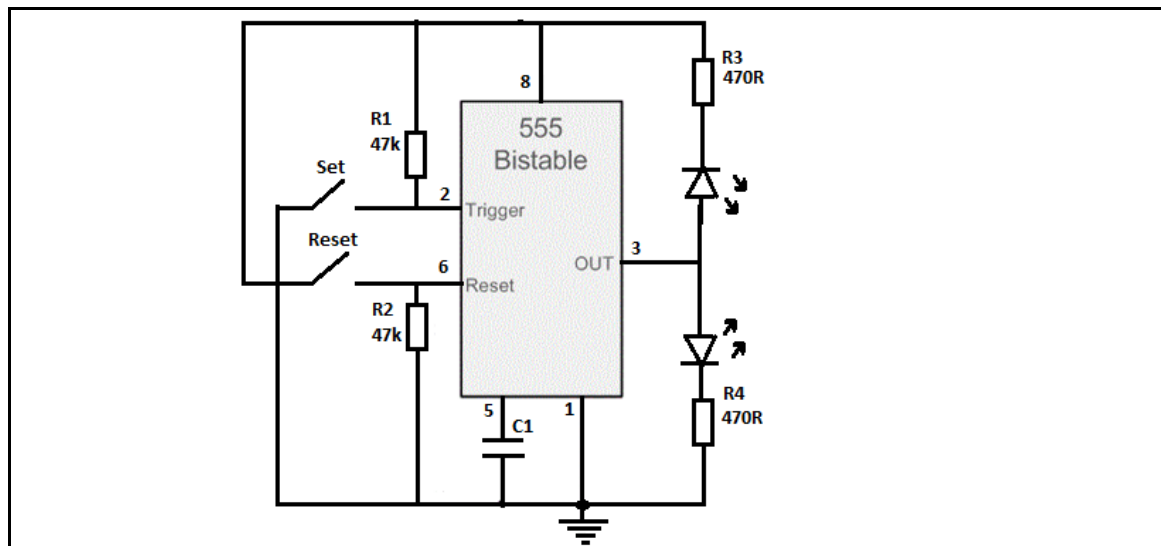 R3
470R
8
555
Bistable
R1
47k
Set
2
Trigger
Reset
3
OUT
6
Reset
R2
47k
R4
470R
5
C1
1